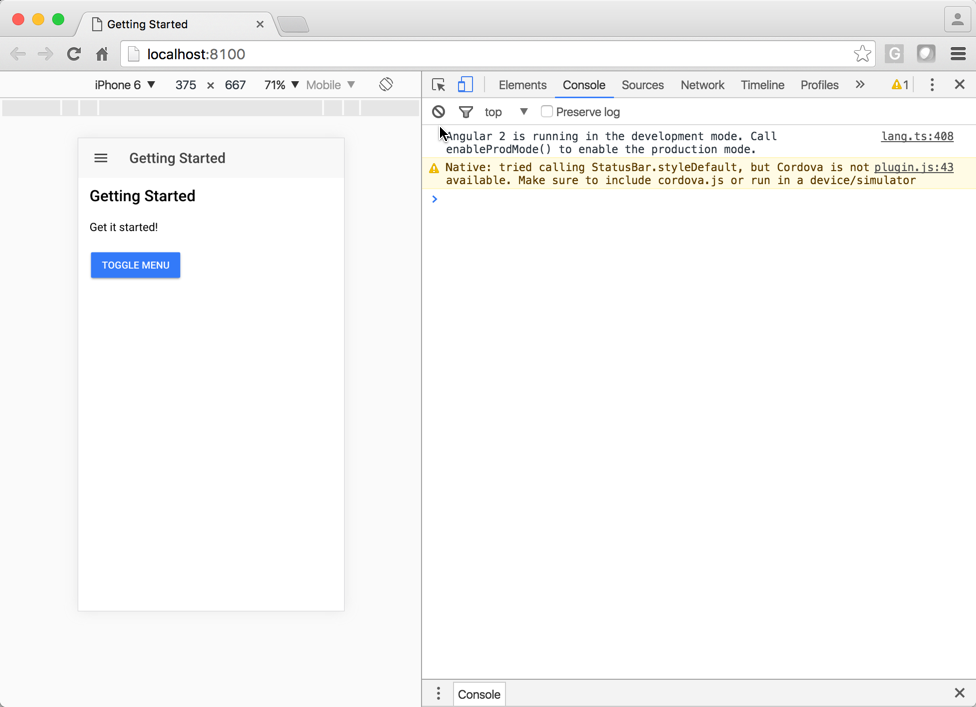 Getting Started
localhost:8100
iPhone 6 375 × 667 71% Mobile
Elements Console Sources Network Timeline Profiles » 1
top Preserve log
Getting Started
Getting Started
Get it started!
TOGGLE MENU
Angular 2 is running in the development mode. Call lang.ts:408
enableProdMode() to enable the production mode.
Native: tried calling StatusBar.styleDefault, but Cordova is not plugin.js:43
available. Make sure to include cordova.js or run in a device/simulator
Console